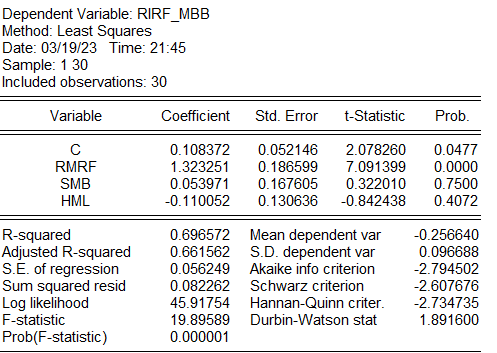 Dependent Variable: RIRF_MBB
Method: Least Squares
Date: 03/19/23 Time: 21:45
Sample: 1 30
Included observations: 30
Variable Coefficient Std. Error t-Statistic Prob.
C 0.108372 0.052146 2.078260 0.0477
RMRF 1.323251 0.186599 7.091399 0.0000
SMB 0.053971 0.167605 0.322010 0.7500
HML -0.110052 0.130636 -0.842438 0.4072
R-squared 0.696572 Mean dependent var -0.256640
Adjusted R-squared 0.661562 S.D. dependent var 0.096688
S.E. of regression 0.056249 Akaike info criterion -2.794502
Sum squared resid 0.082262 Schwarz criterion -2.607676
Log likelihood 45.91754 Hannan-Quinn criter. -2.734735
F-statistic 19.89589 Durbin-Watson stat 1.891600
Prob(F-statistic) 0.000001